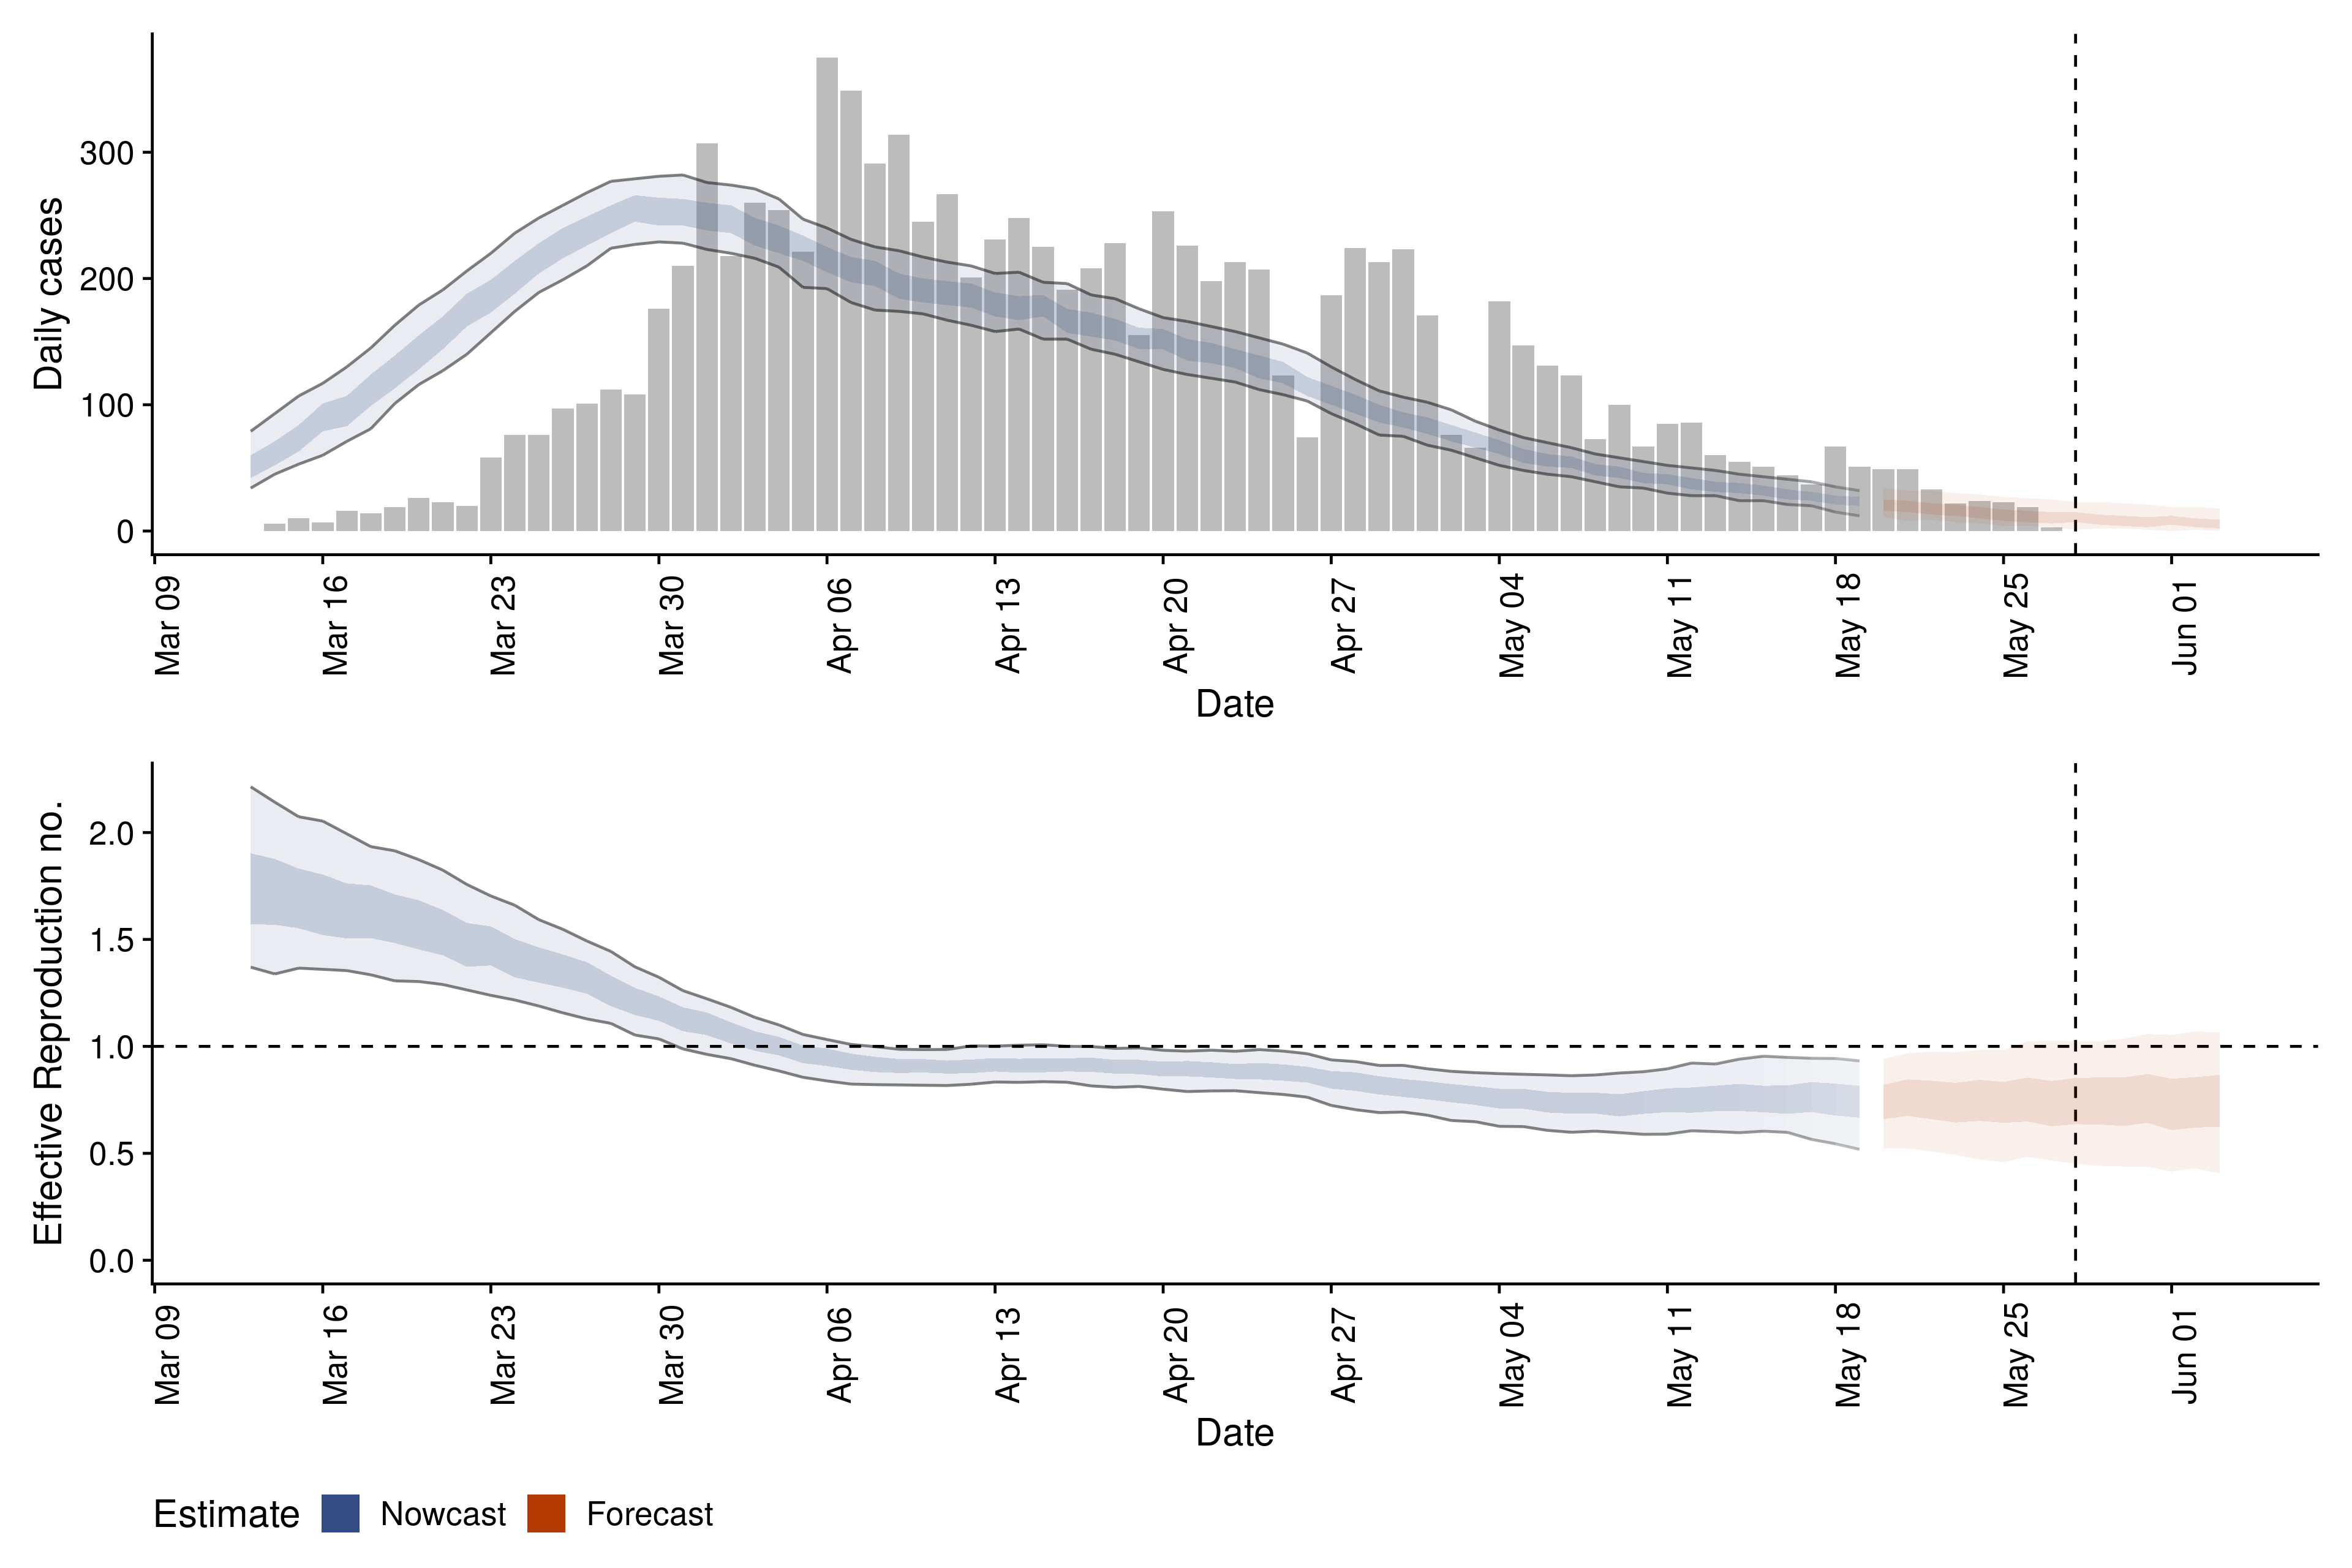 Daily cases
300
200
100
0
Mar 09
Mar 16
Mar 23
Mar 30
Apr 06
Apr 13
Apr 20
Apr 27
May 04
May 11
May 18
May 25
Jun 01
Date
Effective Reproduction no.
2.0
1.5
1.0
0.5
0.0
Mar 09
Mar 16
Mar 23
Mar 30
Apr 06
Apr 13
Apr 20
Apr 27
May 04
May 11
May 18
May 25
Jun 01
Date
Estimate Nowcast Forecast